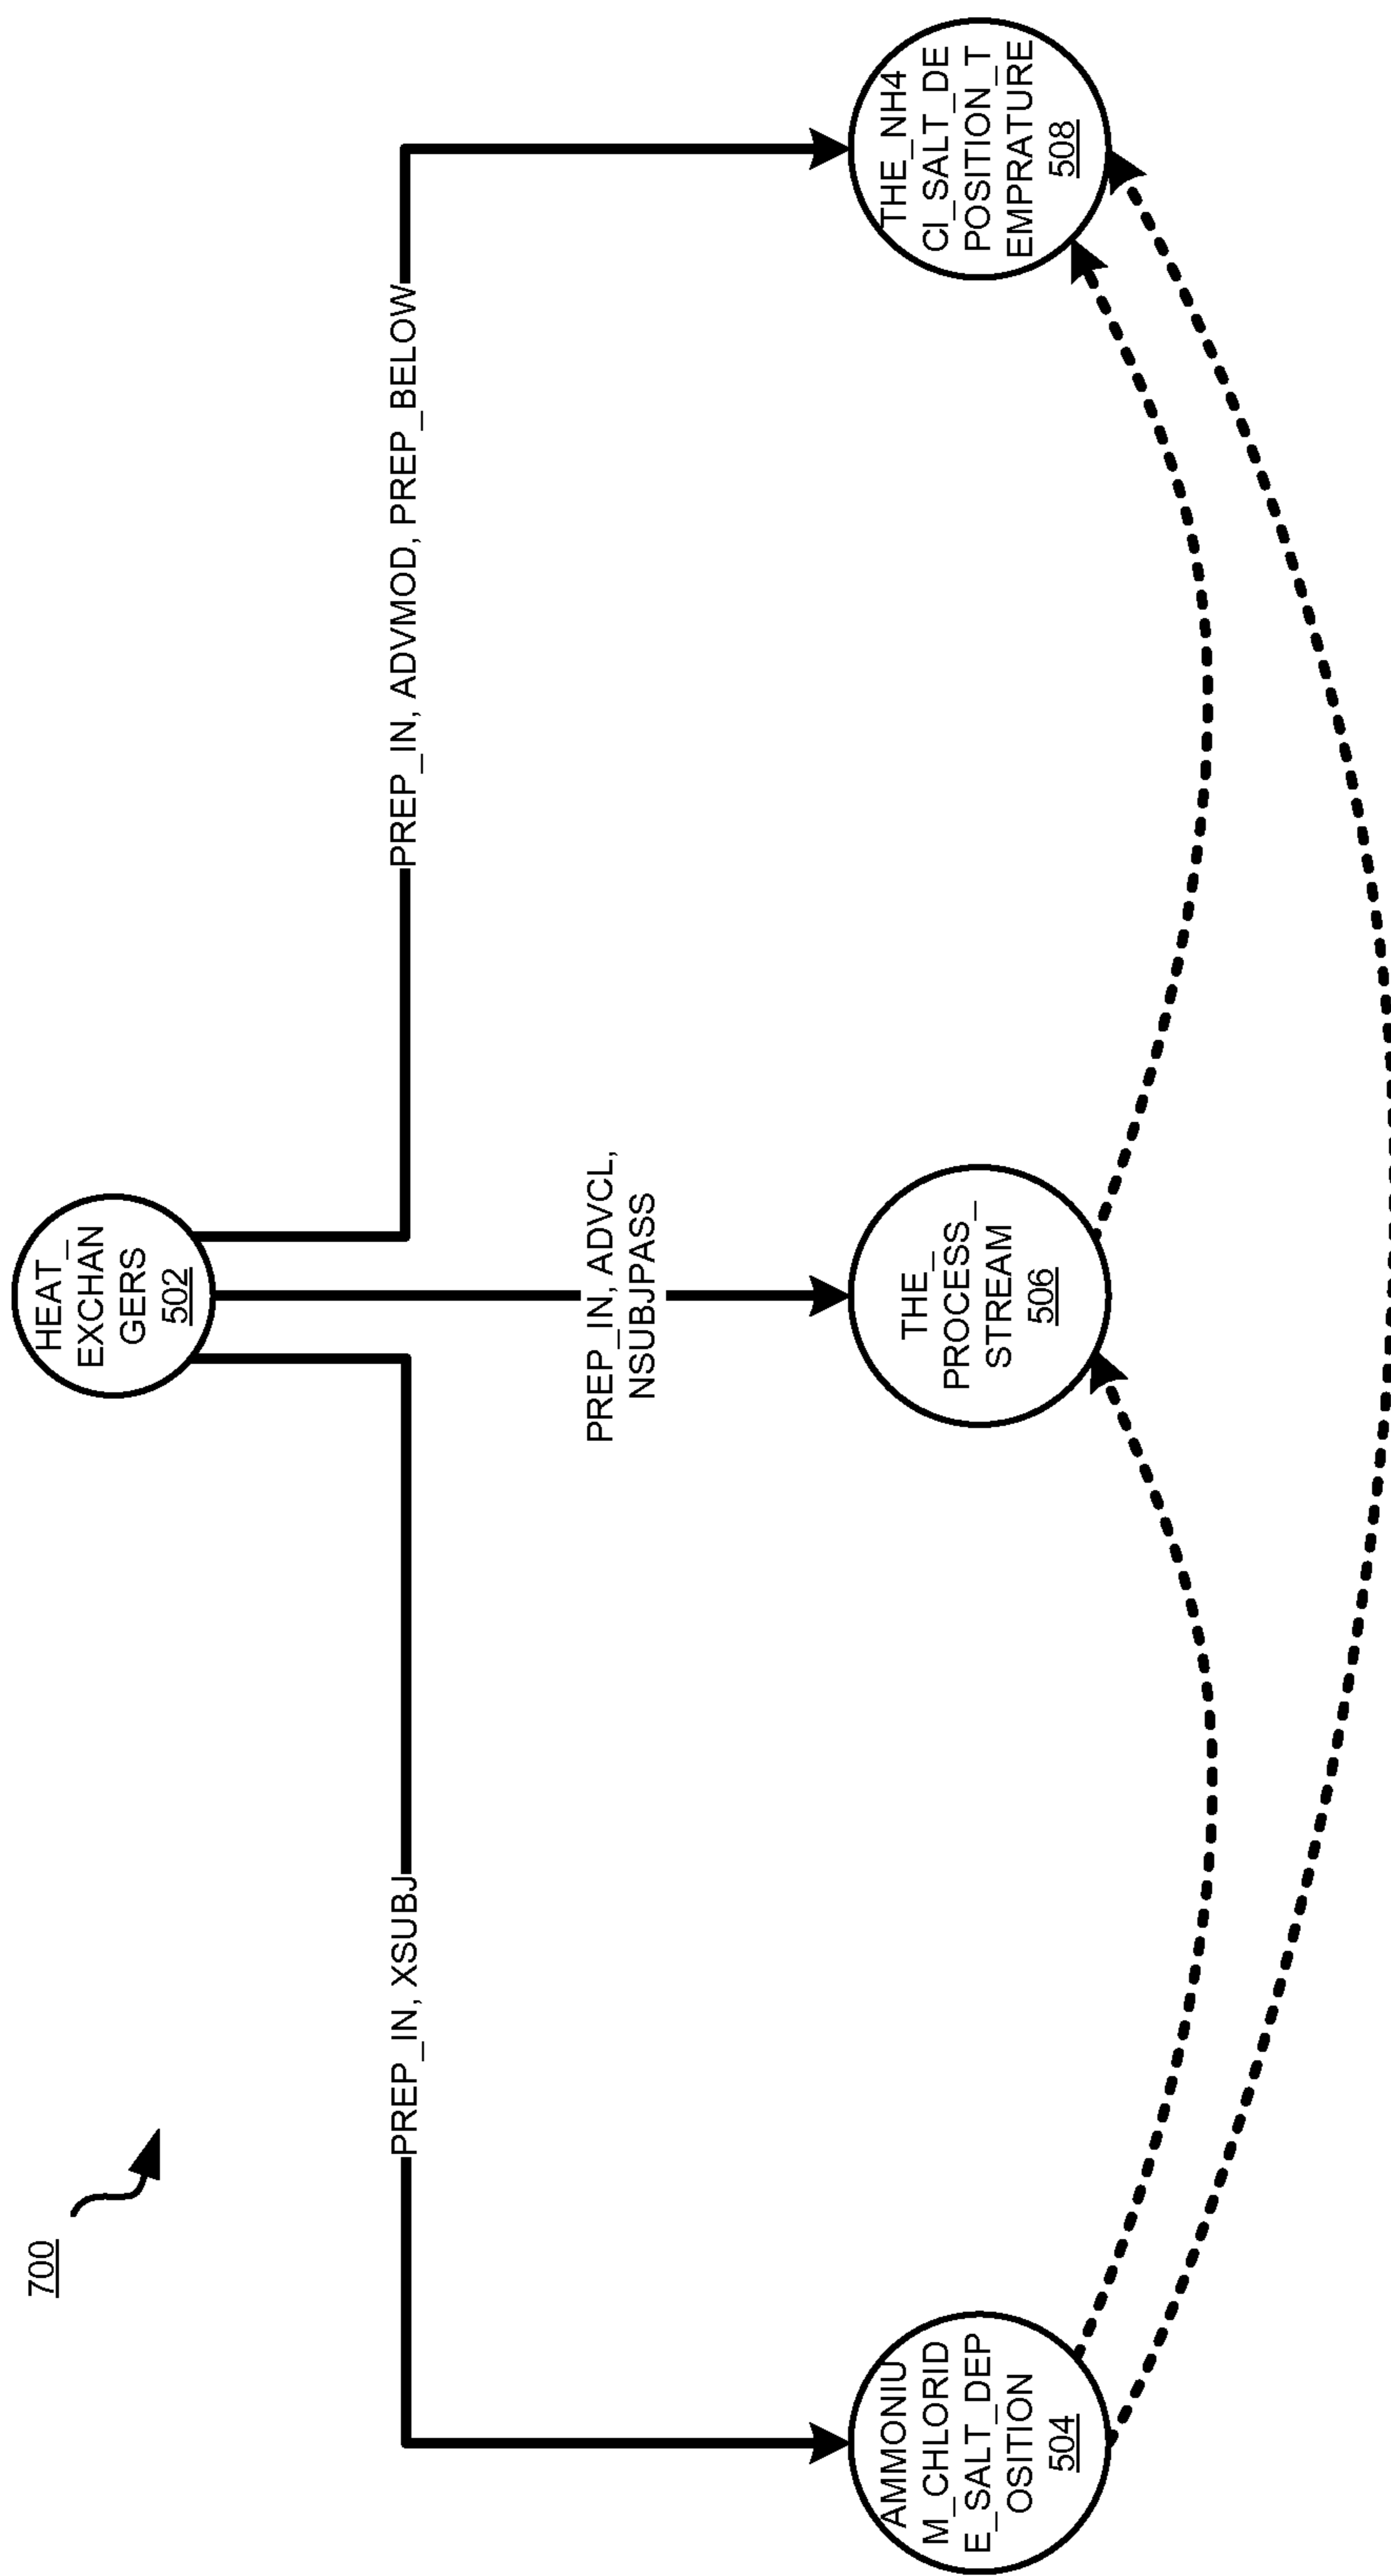 700
HEAT_
EXCHAN
GERS
502
PREP_IN, XSUBJ
PREP_IN, ADVMOD, PREP_BELOW
PREP_IN, ADVCL,
NSUBJPASS
AMMONIU
M_CHLORID
E_SALT_DEP
OSITION
504
THE_
PROCESS_
STREAM
506
THE_NH4
Cl_SALT_DE
POSITION_T
EMPRATURE
508